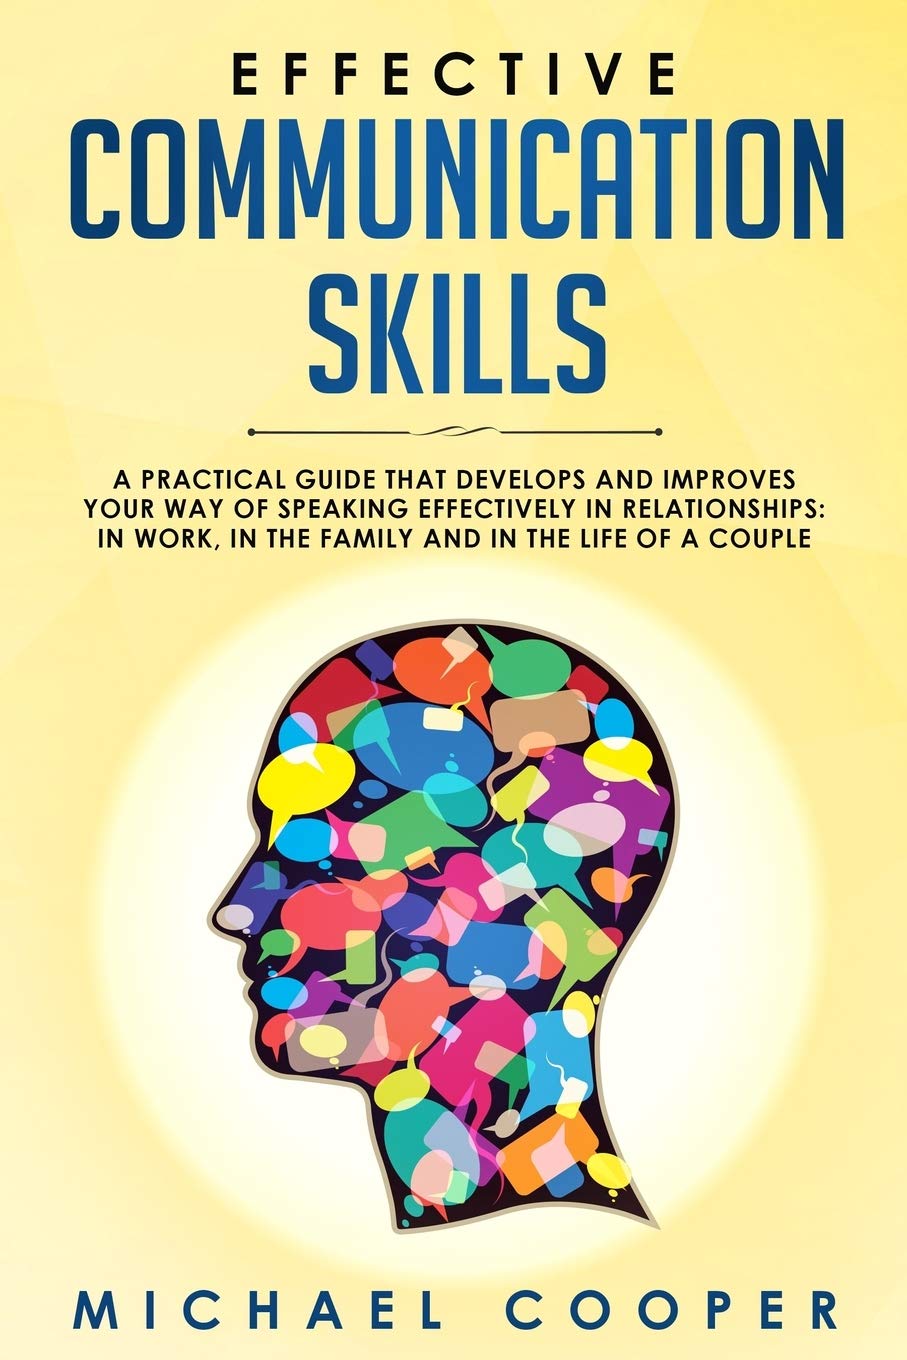 EFFECTIVE
COMMUNICATION
SKILLS
A PRACTICAL GUIDE THAT DEVELOPS AND IMPROVES
YOUR WAY OF SPEAKING EFFECTIVELY IN RELATIONSHIPS:
IN WORK, IN THE FAMILY AND IN THE LIFE OF A COUPLE
MICHAEL COOPER